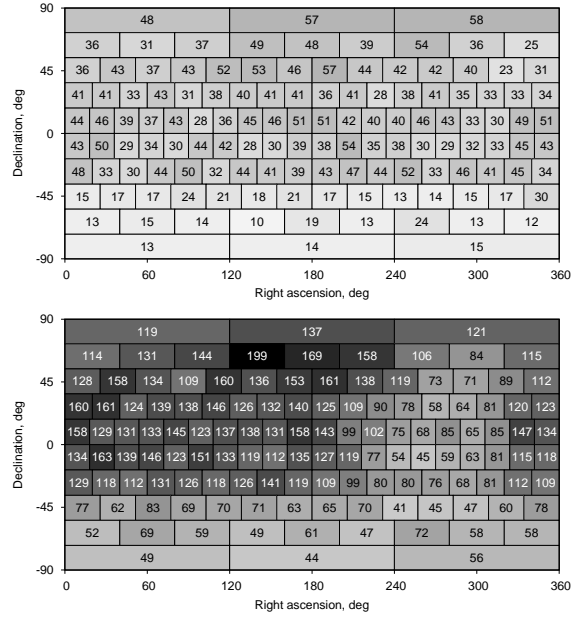 90
48 57 58
36 31 37 49 48 39 54 36 25
45
36 43 37 43 52 53 46 57 44 42 42 40 23 31
41 41 33 43 31 38 40 41 41 36 41 28 38 41 35 33 33 34
44 46 39 37 43 28 36 45 46 51 51 42 40 40 46 43 33 30 49 51
0
43 50 29 34 30 44 42 28 30 39 38 54 35 38 30 29 32 33 45 43
48 33 30 44 50 32 44 41 39 43 47 44 52 33 46 41 45 34
-45
15 17 17 24 21 21 18 21 17 15 13 14 15 17 30
13 15 14 10 19 13 24 13 12
13 14 15
-90
0 60 120 180 240 300 360
Right ascension, deg
Declination, deg
90
119 137 121
114 131 144 199 169 158 106 84 115
45
128 158 134 109 160 136 153 161 138 119 73 71 89 112
160 161 124 139 138 146 126 132 140 125 109 90 78 58 64 81 120 123
158 129 131 133 145 123 137 138 131 158 143 99 102 75 68 85 65 85 147 134
0
134 163 139 146 123 151 133 119 112 135 127 119 77 54 45 59 63 81 115 118
129 118 112 131 126 118 126 141 119 109 99 80 80 76 68 81 112 109
-45
77 62 83 69 70 71 63 65 70 41 45 47 60 78
52 69 59 49 61 47 72 58 58
49 44 56
-90
0 60 120 180 240 300 360
Right ascension, deg
Declination, deg